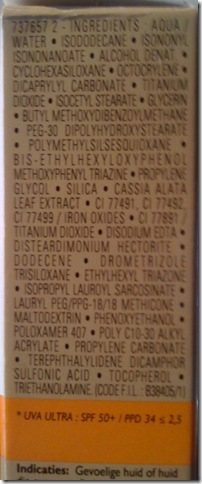 737657 2 - INGREDIENTS: AQUA /
WATER • ISODODECANE • ISONONYL
ISONONANOATE • ALCOHOL DENAT. •
CYCLOHEXASILOXANE • OCTOCRYLENE •
DICAPRYLYL CARBONATE • TITANIUM
DIOXIDE • ISOCETYL STEARATE • GLYCERIN
• BUTYL METHOXYDIBENZOYLMETHANE
• PEG-30 DIPOLYHYDROXYSTEARATE
• POLYMETHYLSILSESQUIOXANE •
BIS-ETHYLHEXYLOXYPHENOL
METHOXYPHENYL TRIAZINE • PROPYLENE
GLYCOL • SILICA • CASSIA ALATA
LEAF EXTRACT • CI 77491, CI 77492,
CI 77499 / IRON OXIDES • CI 77891 /
TITANIUM DIOXIDE • DISODIUM EDTA •
DISTEARDIMONIUM HECTORITE •
DODECENE • DROMETRIZOLE
TRISILOXANE • ETHYLHEXYL TRIAZONE
• ISOPROPYL LAUROYL SARCOSINATE •
LAURYL PEG/PPG-18/18 METHICONE •
MALTODEXTRIN • PHENOXYETHANOL •
POLOXAMER 407 • POLY C10-30 ALKYL
ACRYLATE • PROPYLENE CARBONATE
• TEREPHTHALYLIDENE DICAMPHOR
SULFONIC ACID • TOCOPHEROL •
TRIETHANOLAMINE. (CODE F.I.L. : B38405/1)
* UVA ULTRA : SPF 50+ / PPD 34 ≤ 2,5
Indicaties: Gevoelige huid of huid